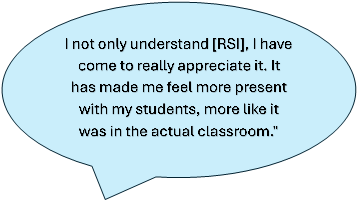 I not only understand [RSI], I have
come to really appreciate it. It
has made me feel more present
with my students, more like it
was in the actual classroom."